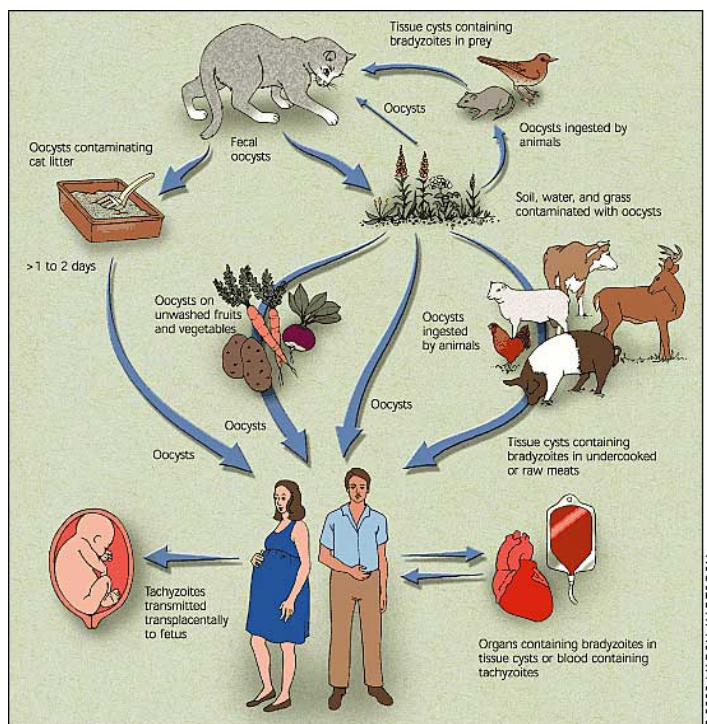 Tissue cysts containing
bradyzoites in prey
Oocysts
Oocysts ingested by
animals
Oocysts contaminating
cat litter
Fecal
oocysts
Soil, water, and grass
contaminated with oocysts
>1 to 2 days
Oocysts on
unwashed fruits
and vegetables
Oocysts
ingested
by animals
Oocysts
Oocysts
Oocysts
Tissue cysts containing
bradyzoites in undercooked
or raw meats
Tachyzoites
transmitted
transplacentally
to fetus
Organs containing bradyzoites in
tissue cysts or blood containing
tachyzoites